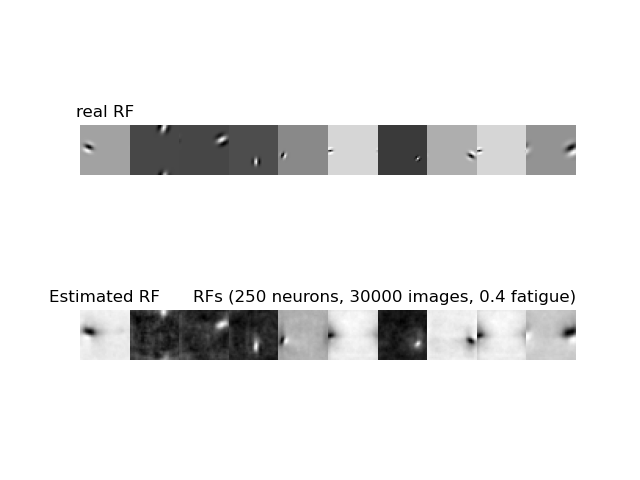 real RF
Estimated RF
RFs (250 neurons, 30000 images, 0.4 fatigue)